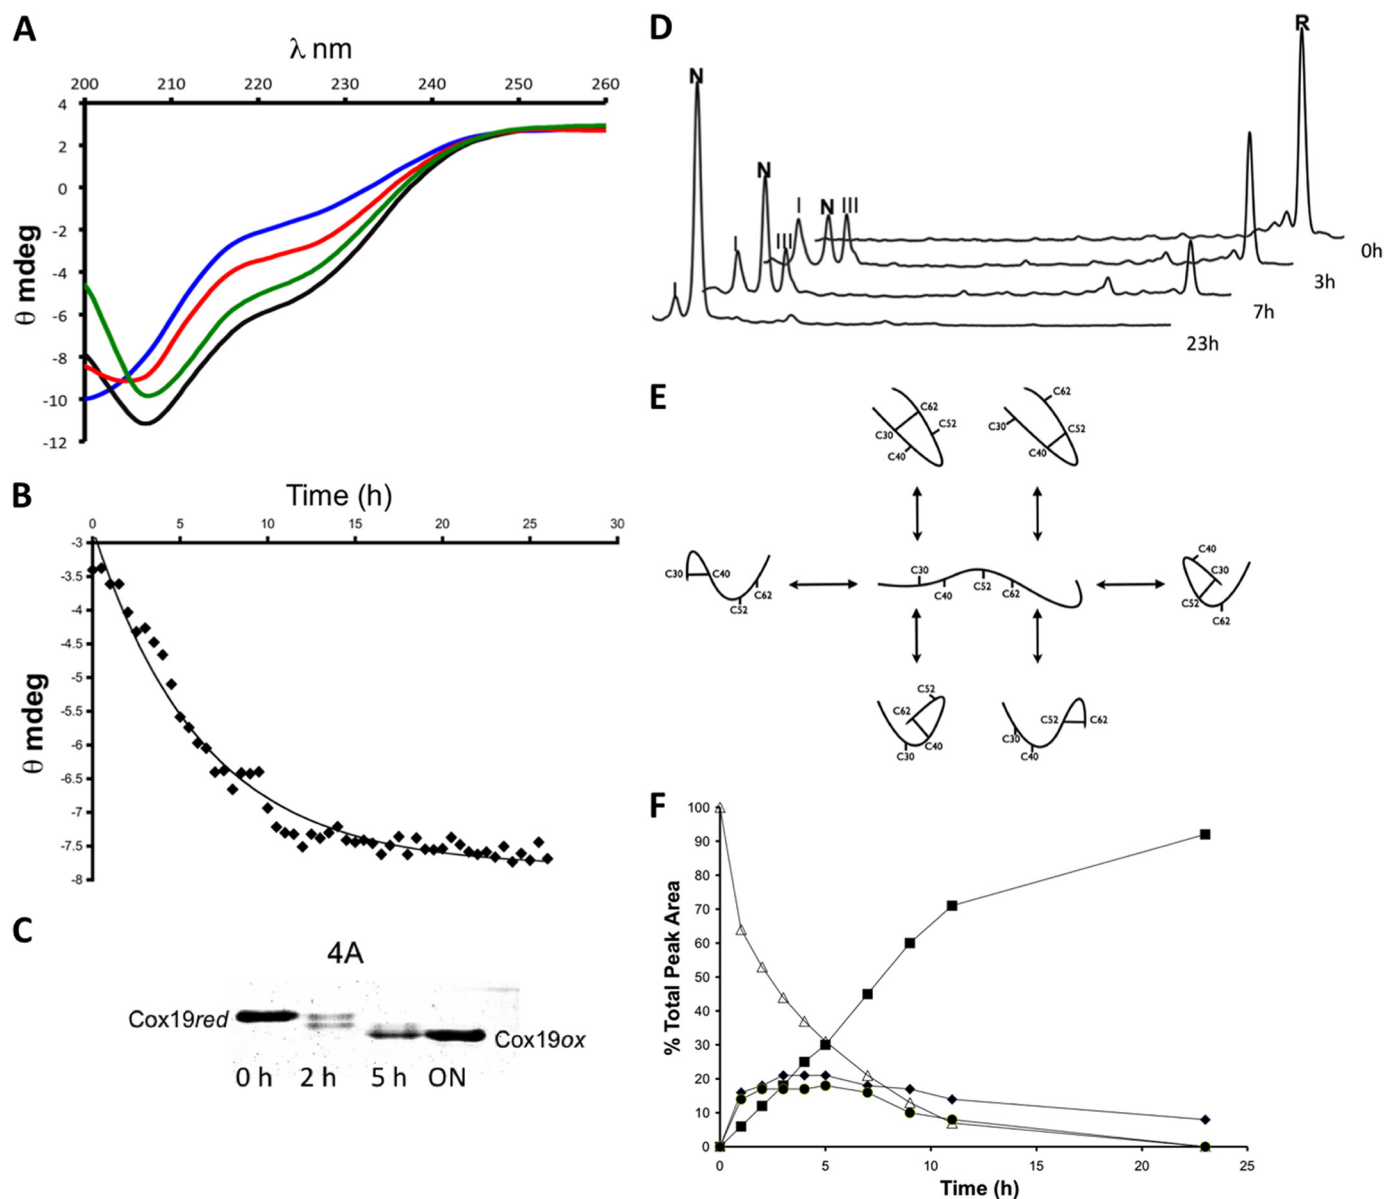 A
λ nm
200 210 220 230 240 250 260
4
2
0
-2
-4
-6
-8
-10
-12
θ mdeg
B
Time (h)
0 5 10 15 20 25 30
-3
-3.5
-4
-4.5
-5
-5.5
-6
-6.5
-7
-7.5
-8
θ mdeg
C
4A
Cox19red
Cox19ox
0 h 2 h 5 h ON
D
R
N
N
I N III
I III
I
0h
3h
7h
23h
E
C62
C30 C52
C40
C62
C30 C52
C40
C30 C40
C52 C62
C30
C40 C52 C62
C40
C30
C52
C62
C52
C62
C30 C40
C52 C62
C30
C40
F
100
90
80
70
60
50
40
30
20
10
0
% Total Peak Area
0 5 10 15 20 25
Time (h)